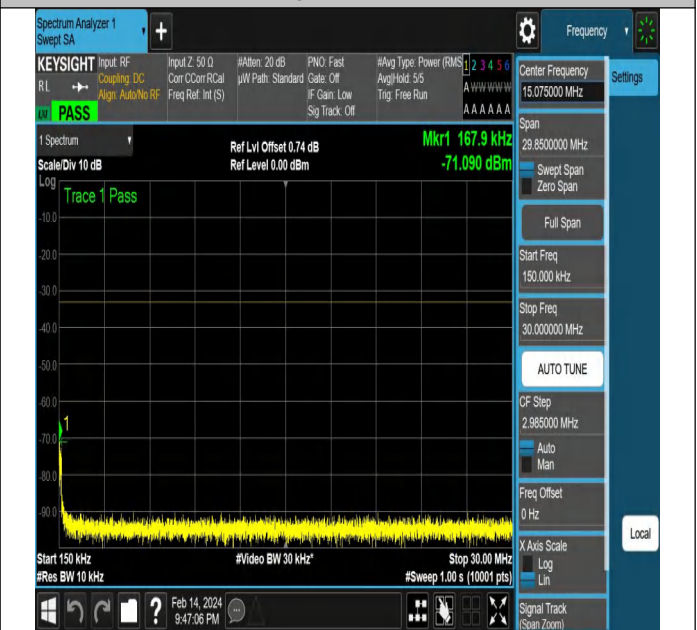 Spectrum Analyzer 1
Swept SA
+
Frequency
KEYSIGHT
RL
PASS
Input: RF
Coupling: DC
Align: Auto/No RF
Input Z: 50 Ω
Corr CCorr RCal
Freq Ref: Int (S)
#Atten: 20 dB
µW Path: Standard
PNO: Fast
Gate: Off
IF Gain: Low
Sig Track: Off
#Avg Type: Power (RMS
Avg|Hold: 5/5
Trig: Free Run
1 2 3 4 5 6
A W W W W W
A A A A A A
1 Spectrum
Scale/Div 10 dB
Ref Lvl Offset 0.74 dB
Ref Level 0.00 dBm
Mkr1 167.9 kHz
-71.090 dBm
Log
Trace 1 Pass
-10.0
-20.0
-30.0
-40.0
-50.0
-60.0
-70.0
-80.0
-90.0
1
Start 150 kHz
#Res BW 10 kHz
#Video BW 30 kHz*
Stop 30.00 MHz
#Sweep 1.00 s (10001 pts)
Center Frequency
15.075000 MHz
Settings
Span
29.8500000 MHz
Swept Span
Zero Span
Full Span
Start Freq
150.000 kHz
Stop Freq
30.000000 MHz
AUTO TUNE
CF Step
2.985000 MHz
Auto
Man
Freq Offset
0 Hz
X Axis Scale
Log
Lin
Signal Track
(Span Zoom)
Local
?
Feb 14, 2024
9:47:06 PM